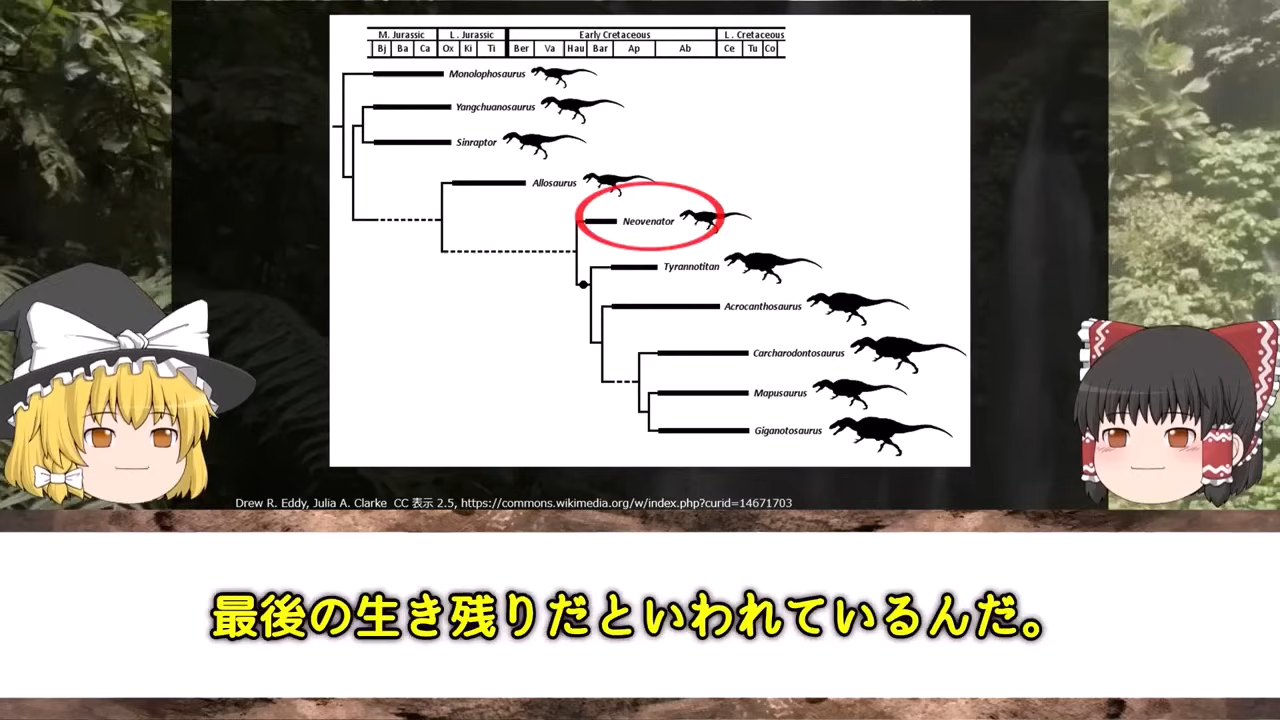 M. Jurassic L . Jurassic Early Cretaceous L . Cretaceous
Bj Ba Ca Ox Ki Ti Ber Va Hau Bar Ap Ab Ce Tu Co
Monolophosaurus
Yangchuanosaurus
Sinraptor
Allosaurus
Neovenator
Tyrannotitan
Acrocanthosaurus
Carcharodontosaurus
Mapusaurus
Giganotosaurus
Drew R. Eddy, Julia A. Clarke CC 表示 2.5, https://commons.wikimedia.org/w/index.php?curid=14671703
最後の生き残りだといわれているんだ。